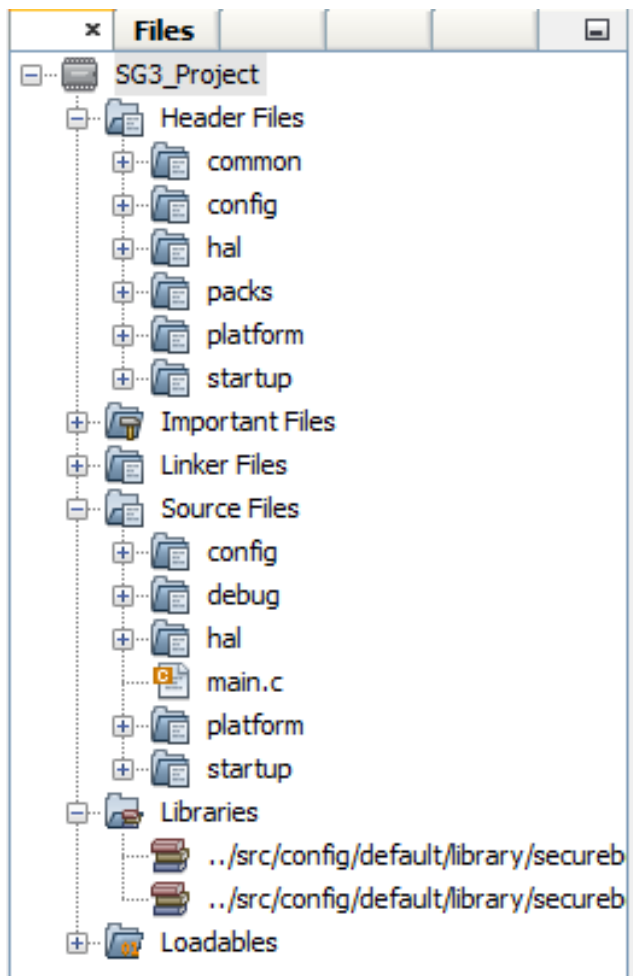 Files
SG3_Project
Header Files
common
config
hal
packs
platform
startup
Important Files
Linker Files
Source Files
config
debug
hal
main.c
platform
startup
Libraries
../src/config/default/library/secureb
../src/config/default/library/secureb
Loadables